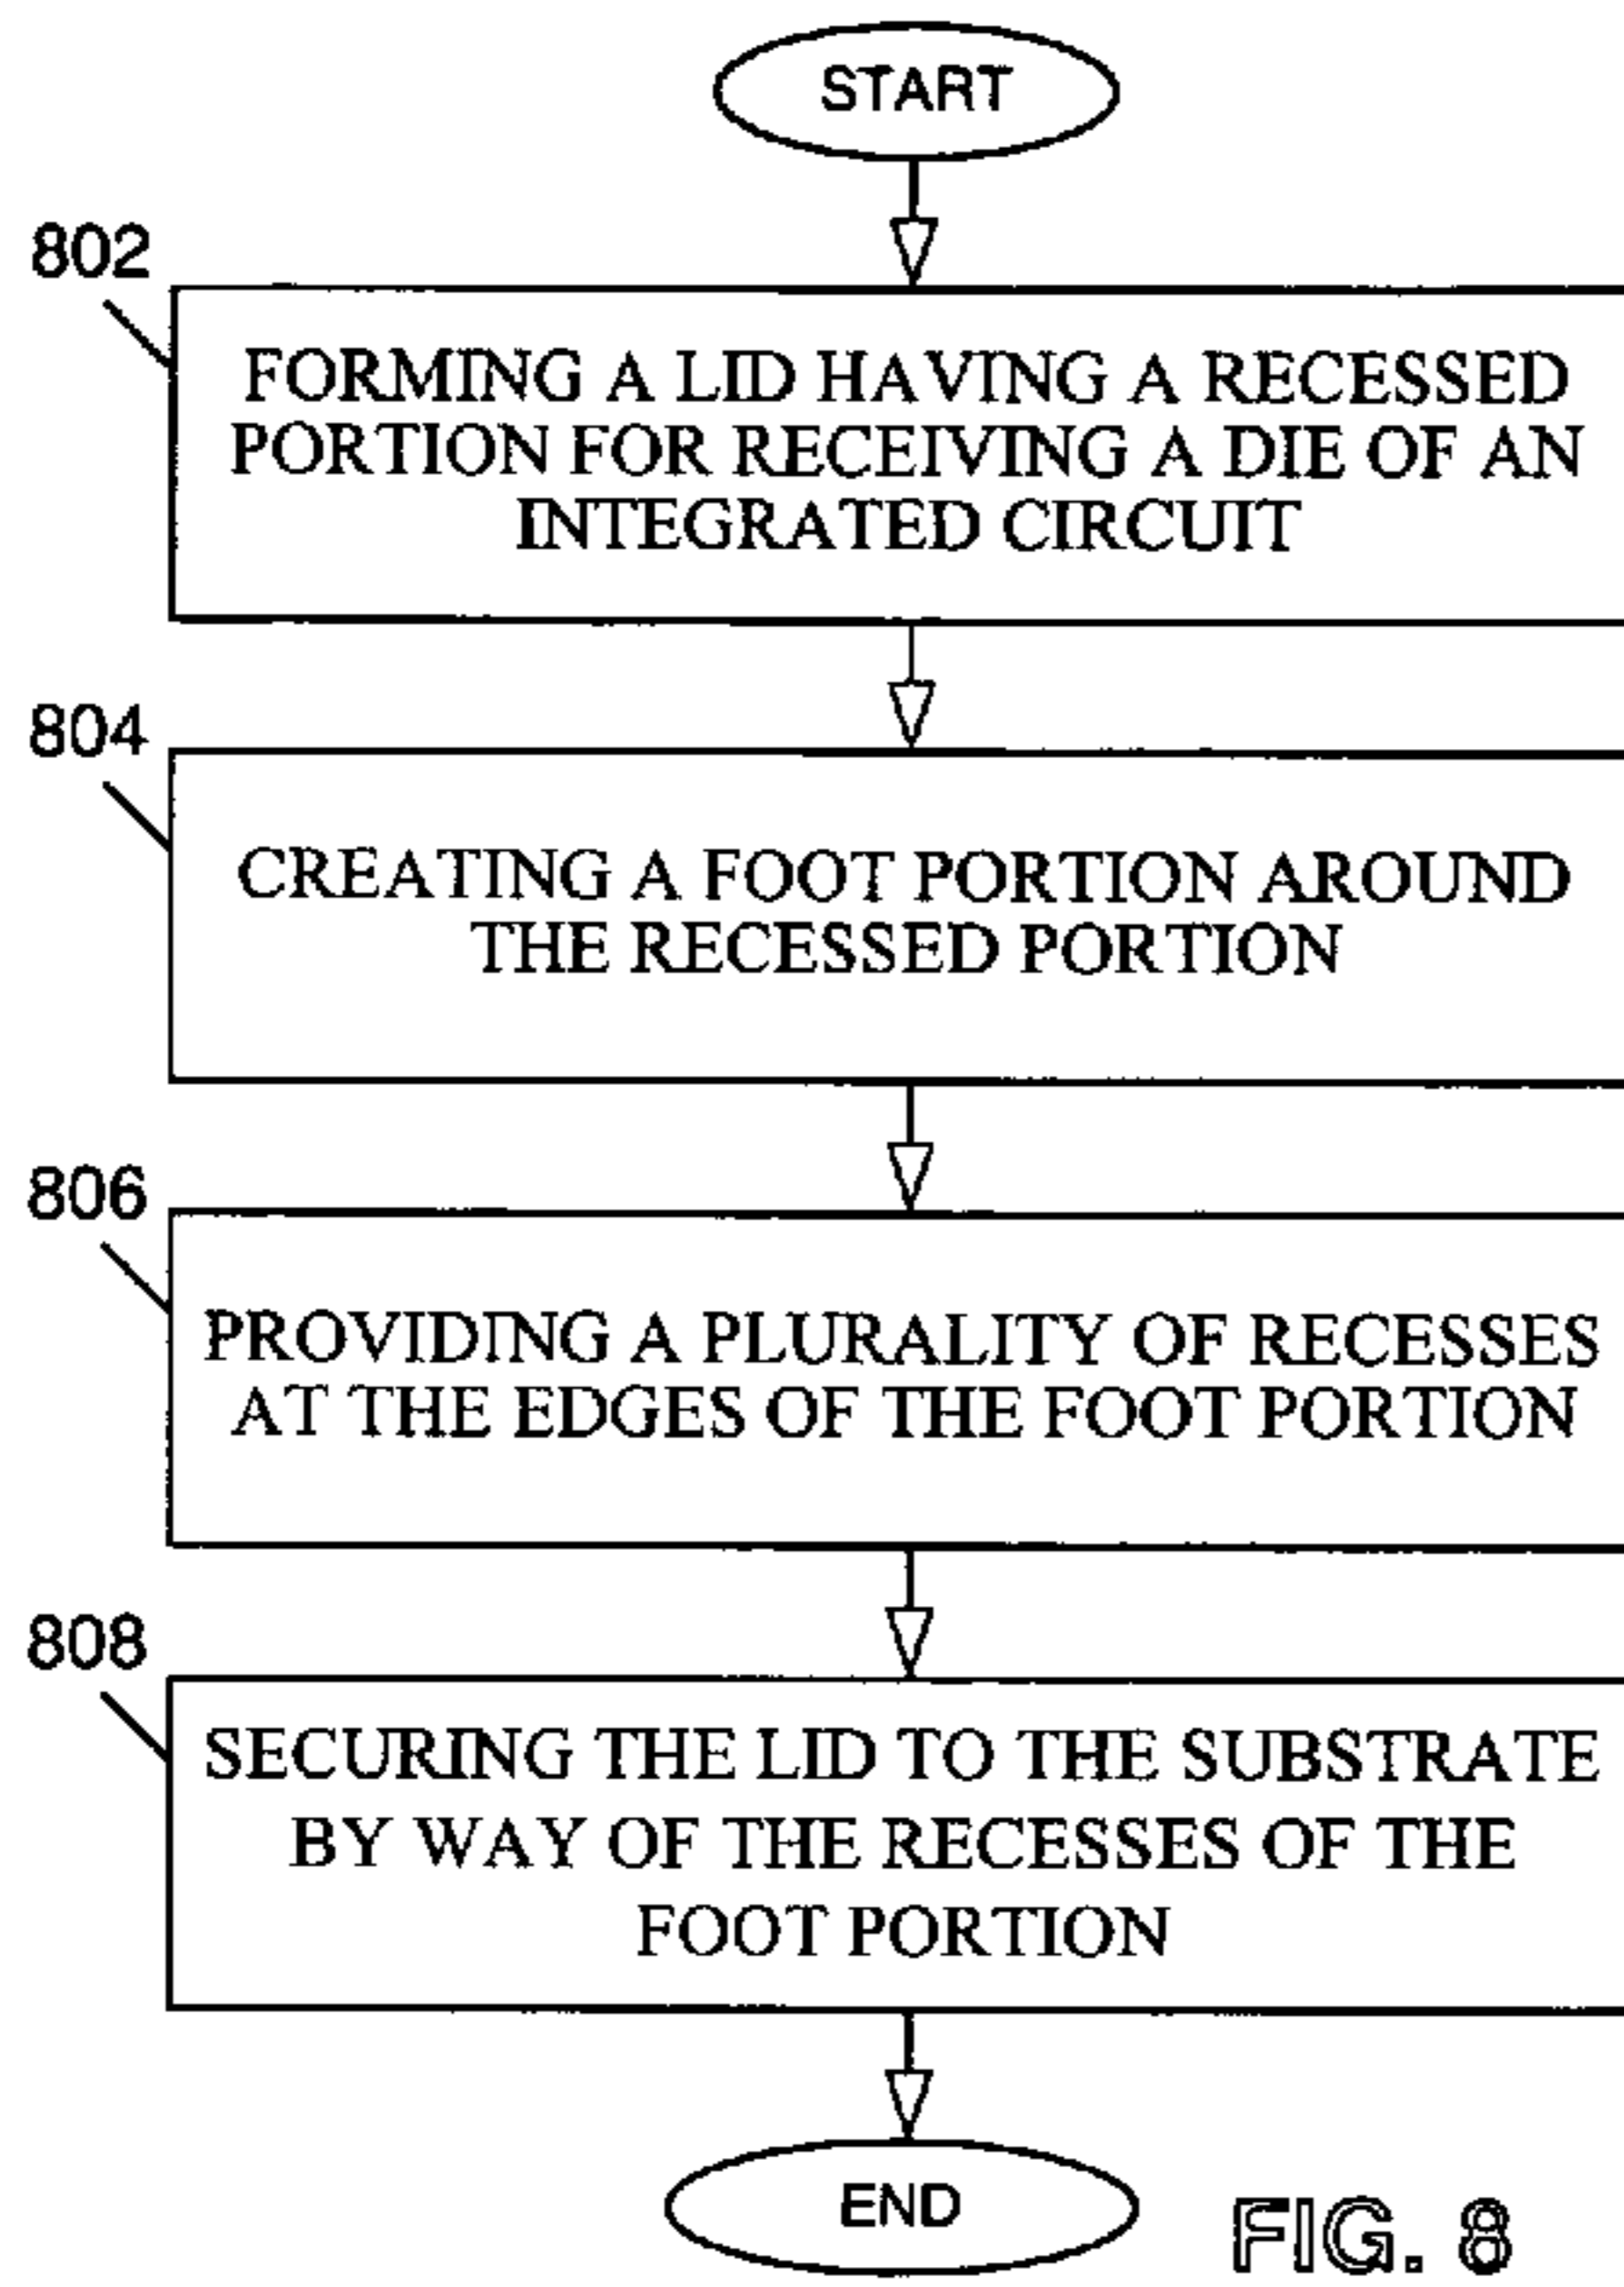 START
802
FORMING A LID HAVING A RECESSED
PORTION FOR RECEIVING A DIE OF AN
INTEGRATED CIRCUIT
804
CREATING A FOOT PORTION AROUND
THE RECESSED PORTION
806
PROVIDING A PLURALITY OF RECESSES
AT THE EDGES OF THE FOOT PORTION
808
SECURING THE LID TO THE SUBSTRATE
BY WAY OF THE RECESSES OF THE
FOOT PORTION
END
FIG. 8